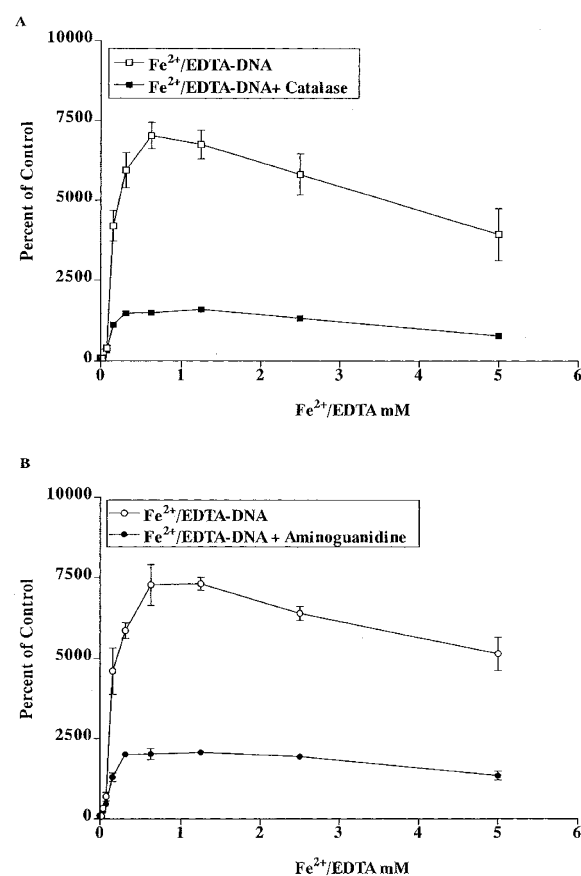 A
10000
Fe2+/EDTA-DNA
Fe2+/EDTA-DNA+ Catalase
7500
5000
2500
0
Percent of Control
0 1 2 3 4 5 6
Fe2+/EDTA mM
B
10000
Fe2+/EDTA-DNA
Fe2+/EDTA-DNA + Aminoguanidine
7500
5000
2500
0
Percent of Control
0 1 2 3 4 5 6
Fe2+/EDTA mM